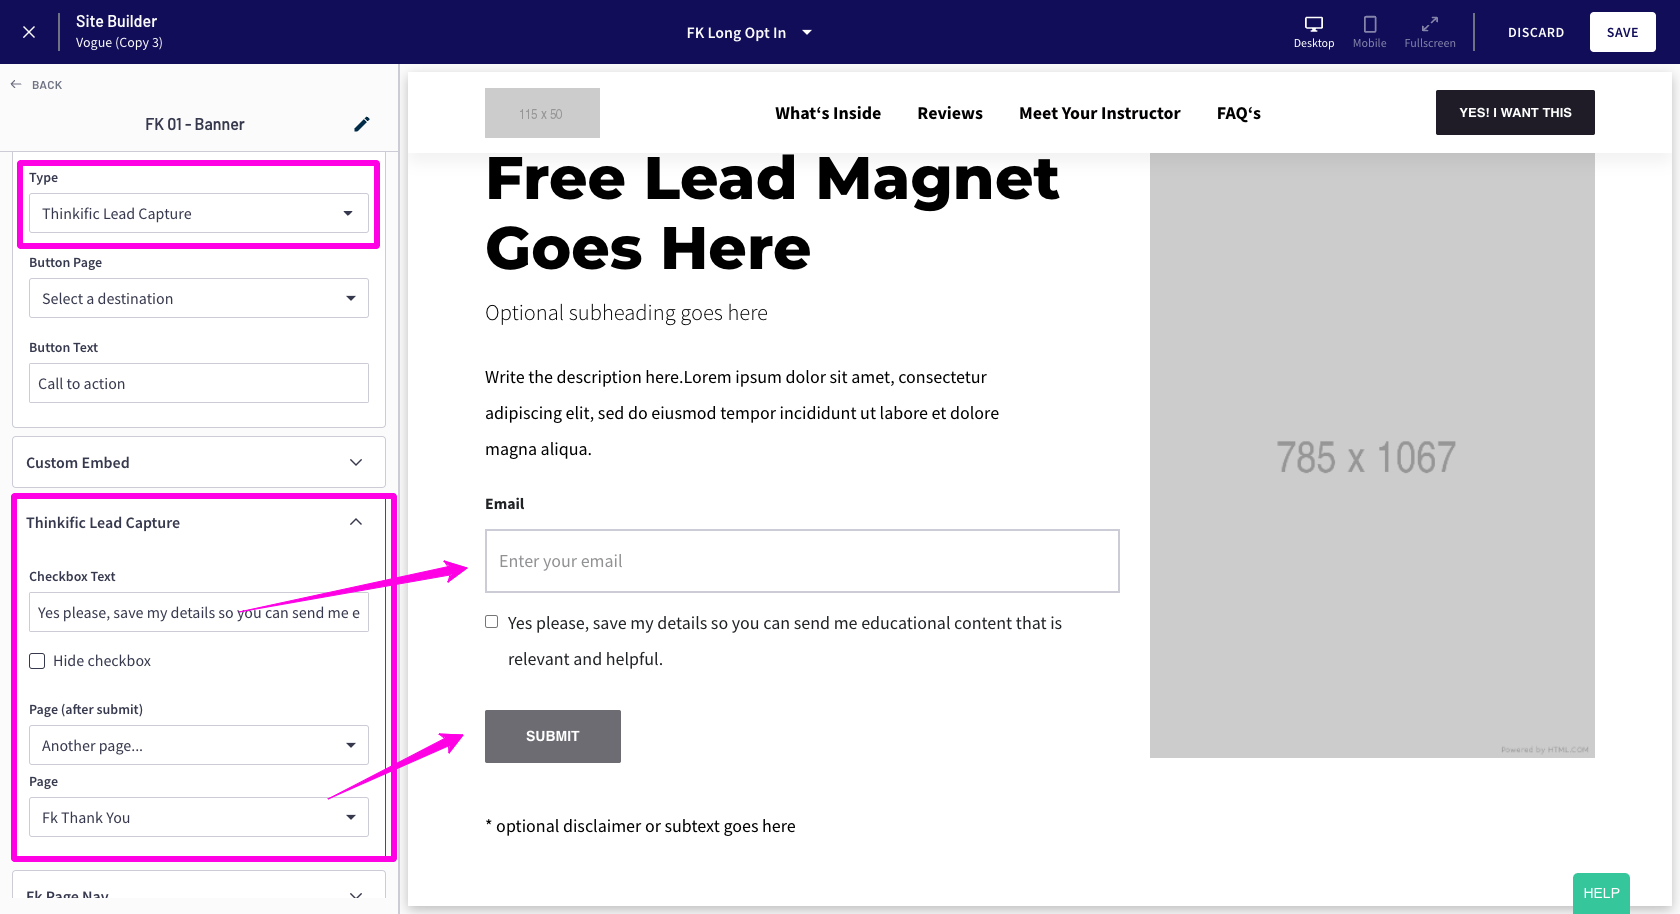 Site Builder
Vogue (Copy 3)
FK Long Opt In
Desktop
Mobile
Fullscreen
DISCARD
SAVE
BACK
FK 01 - Banner
Type
Thinkific Lead Capture
Button Page
Select a destination
Button Text
Call to action
Custom Embed
Thinkific Lead Capture
Checkbox Text
Yes please, save my details so you can send me e
Hide checkbox
Page (after submit)
Another page...
Page
Fk Thank You
Fk Page Nav
115 x 50
What‘s Inside
Reviews
Meet Your Instructor
FAQ‘s
YES! I WANT THIS
Free Lead Magnet
Goes Here
Optional subheading goes here
Write the description here.Lorem ipsum dolor sit amet, consectetur
adipiscing elit, sed do eiusmod tempor incididunt ut labore et dolore
magna aliqua.
Email
Enter your email
Yes please, save my details so you can send me educational content that is
relevant and helpful.
SUBMIT
* optional disclaimer or subtext goes here
785 x 1067
Powered by HTML.COM
HELP